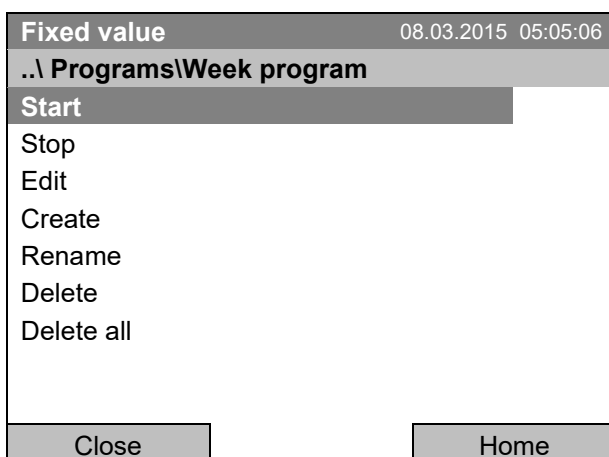 Fixed value 08.03.2015 05:05:06
..\ Programs\Week program
Start
Stop
Edit
Create
Rename
Delete
Delete all
Close Home